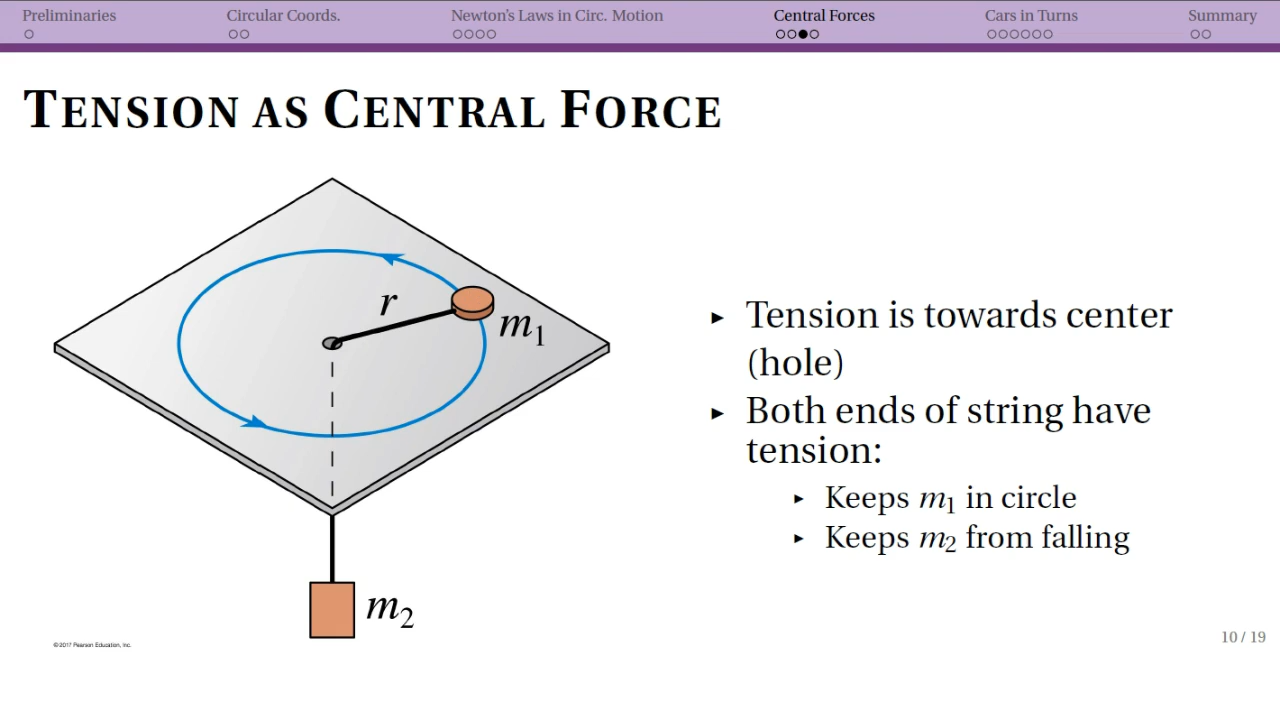 Preliminaries Circular Coords. Newton's Laws in Circ. Motion Central Forces Cars in Turns Summary
TENSION AS CENTRAL FORCE
r
m1
m2
©2017 Pearson Education, Inc.
Tension is towards center
(hole)
Both ends of string have
tension:
Keeps m1 in circle
Keeps m2 from falling
10 / 19